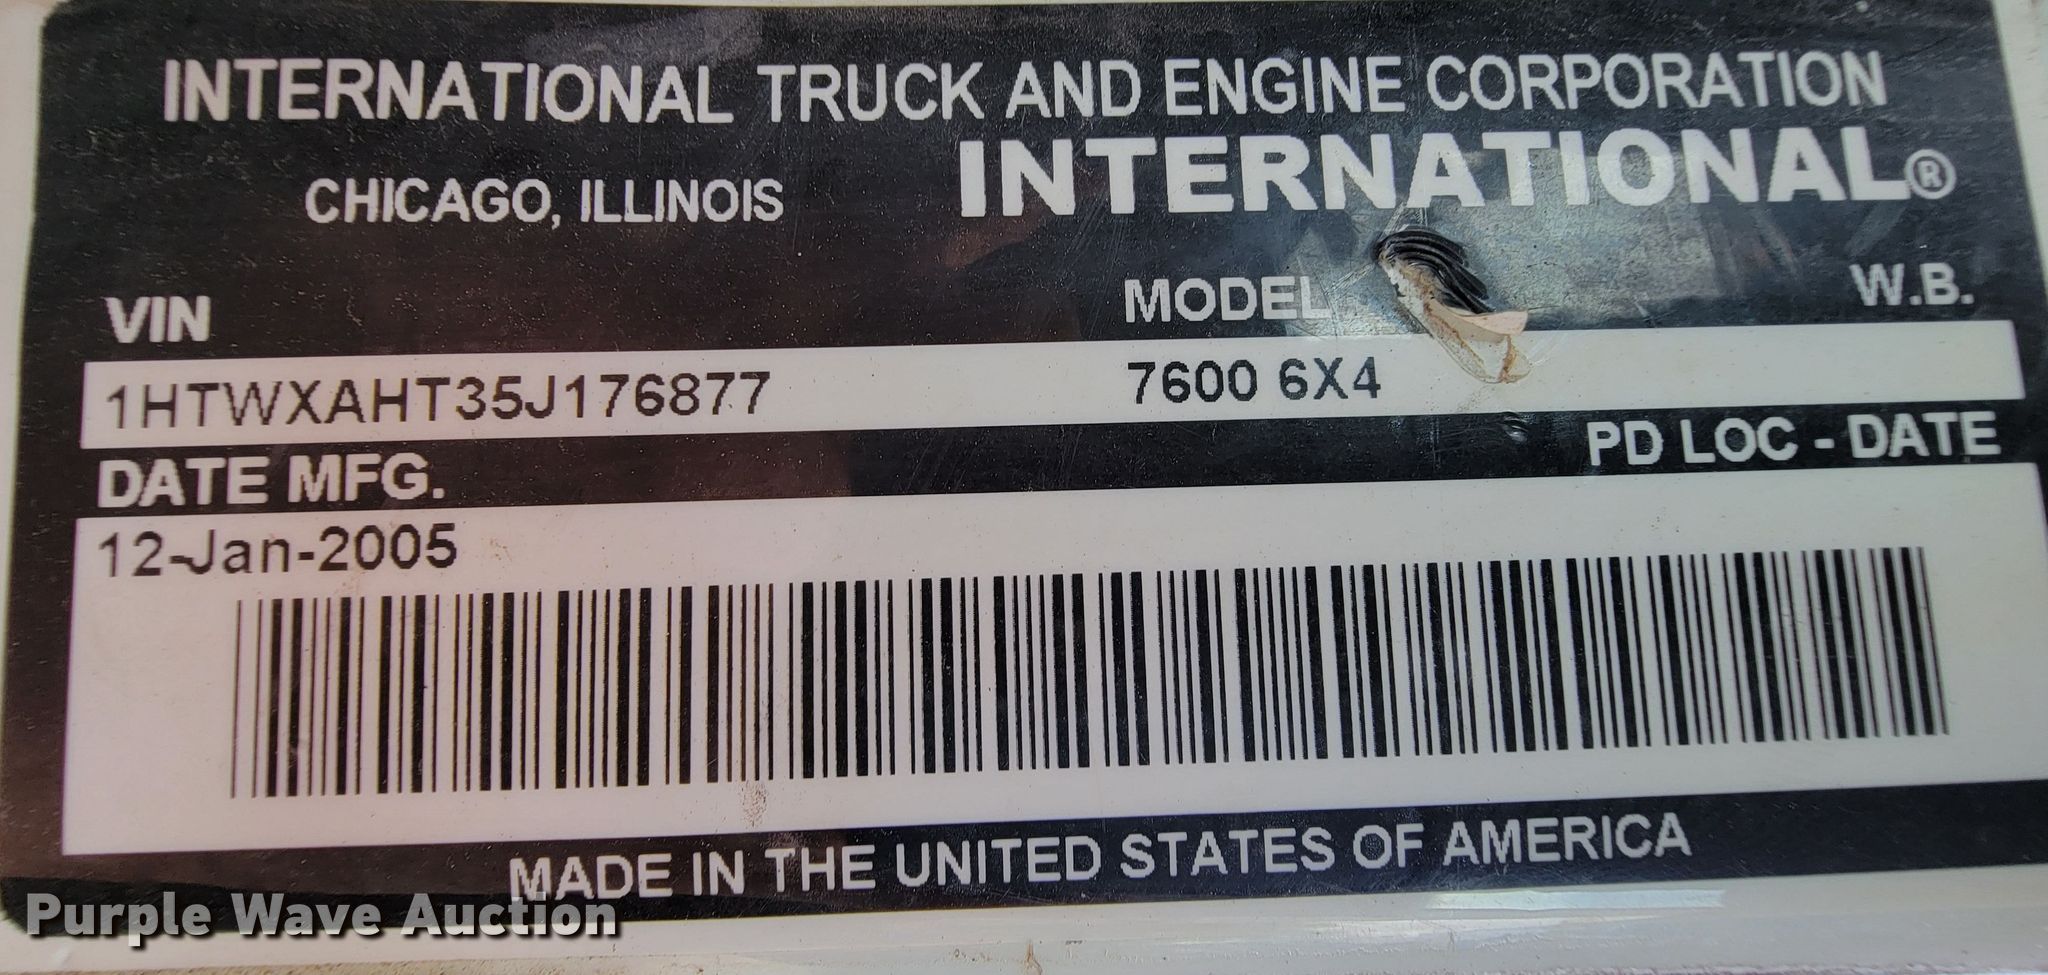 INTERNATIONAL TRUCK AND ENGINE CORPORATION
CHICAGO, ILLINOIS INTERNATIONAL®
VIN MODEL W.B.
1HTWXAHT35J176877 7600 6X4
DATE MFG. PD LOC - DATE
12-Jan-2005
MADE IN THE UNITED STATES OF AMERICA
Purple Wave Auction